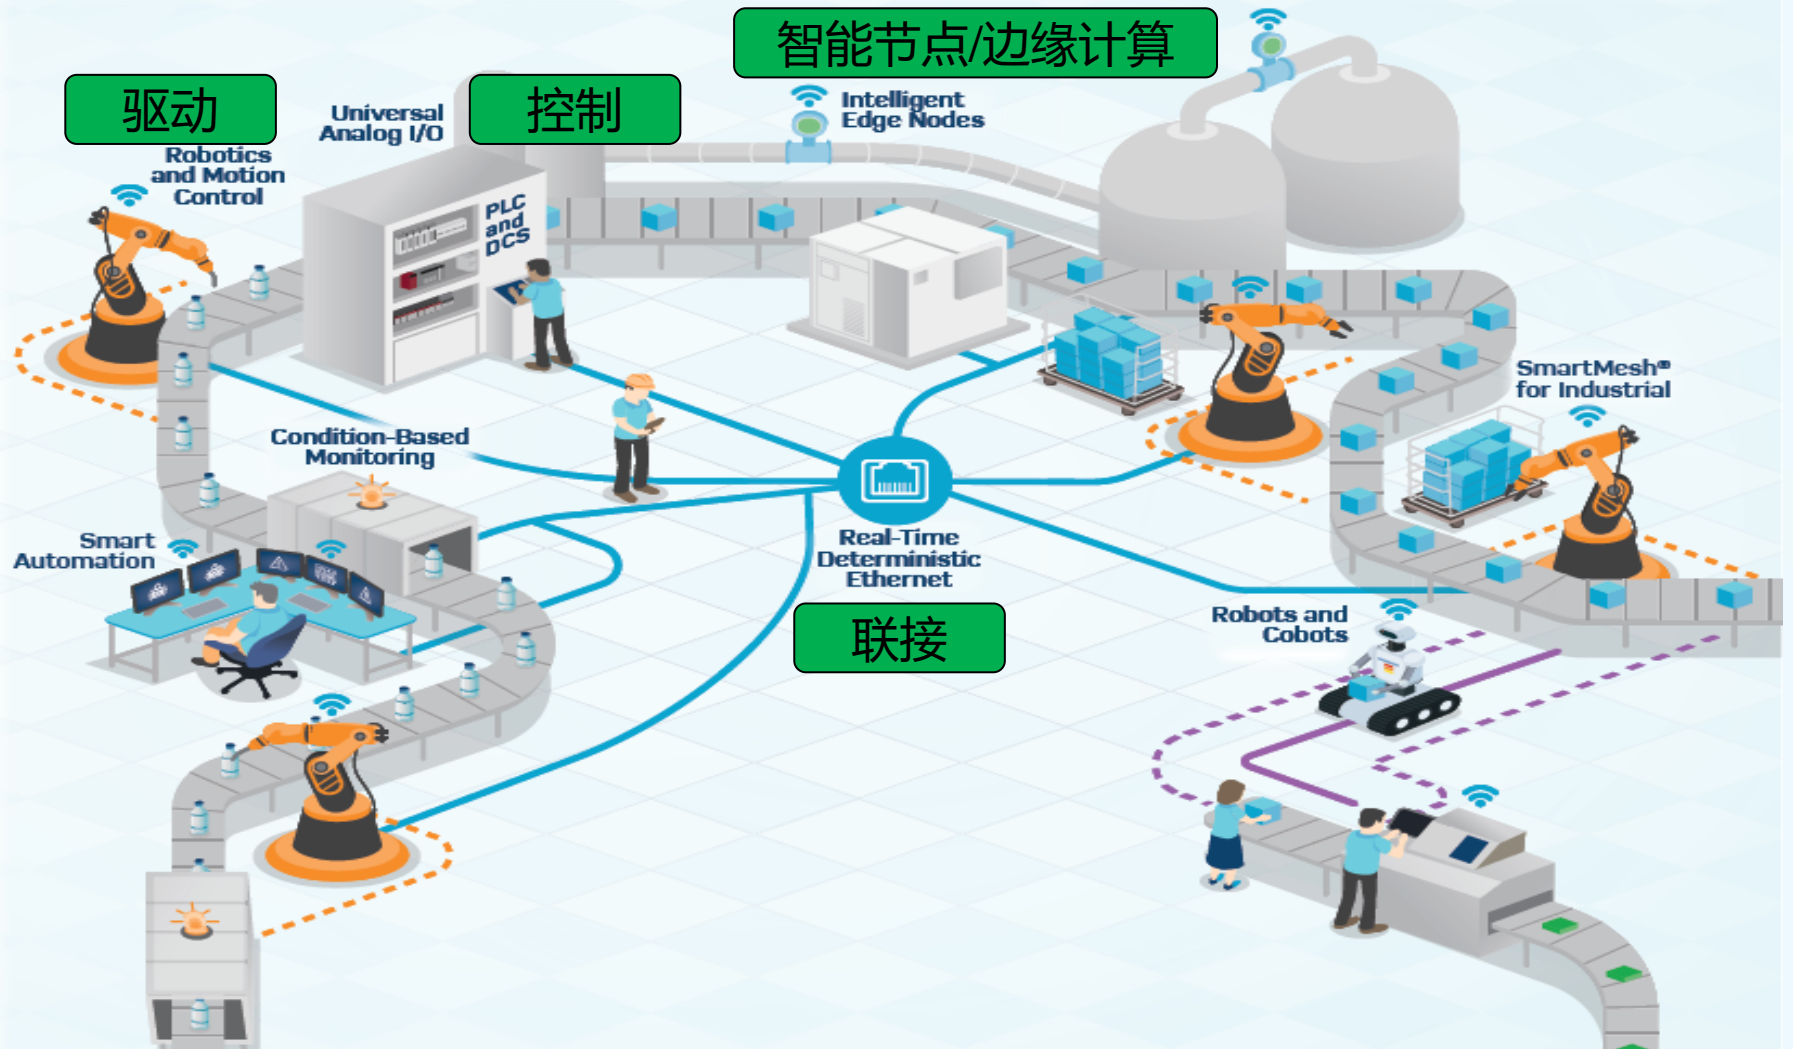 智能节点/边缘计算
驱动
控制
Universal
Analog I/O
Intelligent
Edge Nodes
Robotics
and Motion
Control
PLC
and
DCS
SmartMesh®
for Industrial
Condition-Based
Monitoring
Smart
Automation
Real-Time
Deterministic
Ethernet
联接
Robots and
Cobots